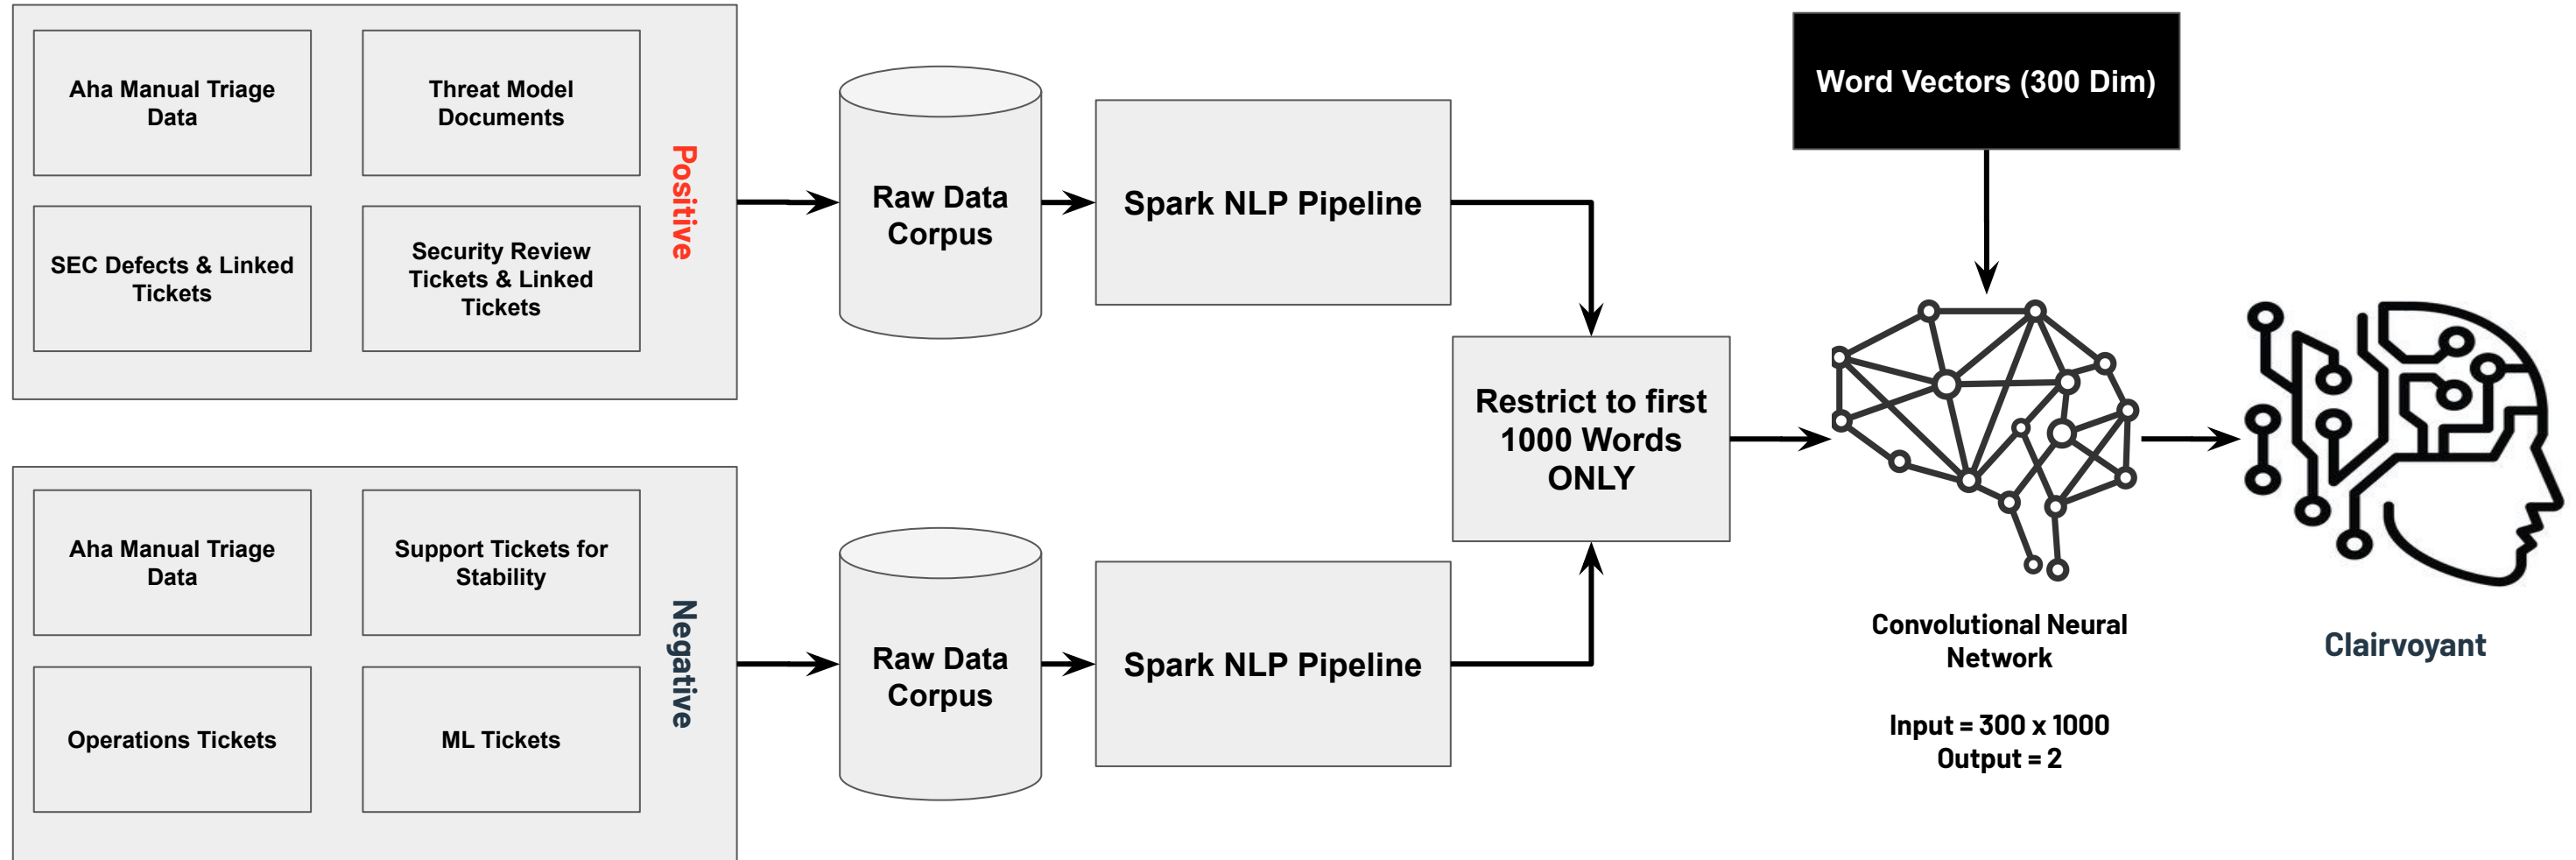 Aha Manual Triage
Data
Threat Model
Documents
SEC Defects & Linked
Tickets
Security Review
Tickets & Linked
Tickets
Positive
Raw Data
Corpus
Spark NLP Pipeline
Aha Manual Triage
Data
Support Tickets for
Stability
Operations Tickets
ML Tickets
Negative
Raw Data
Corpus
Spark NLP Pipeline
Restrict to first
1000 Words
ONLY
Word Vectors (300 Dim)
Convolutional Neural
Network
Input = 300 x 1000
Output = 2
Clairvoyant